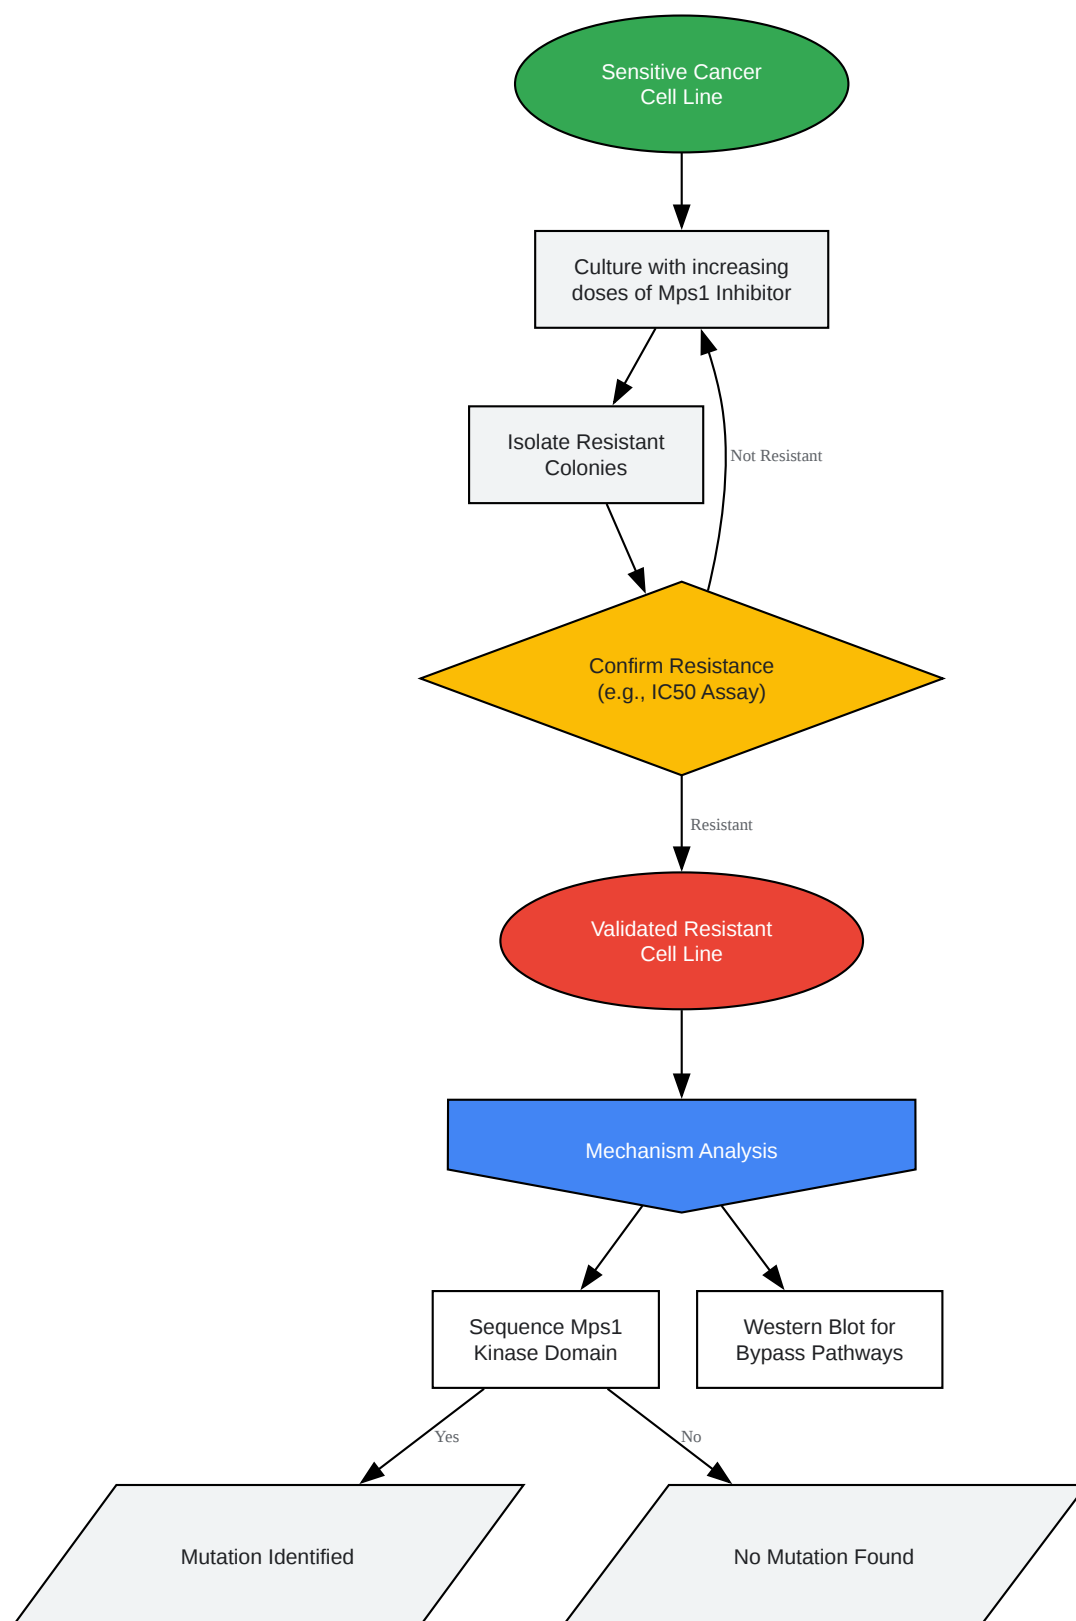 Sensitive Cancer
Cell Line
Culture with increasing
doses of Mps1 Inhibitor
Isolate Resistant
Colonies
Not Resistant
Confirm Resistance
(e.g., IC50 Assay)
Resistant
Validated Resistant
Cell Line
Mechanism Analysis
Sequence Mps1
Kinase Domain
Western Blot for
Bypass Pathways
Yes
No
Mutation Identified
No Mutation Found